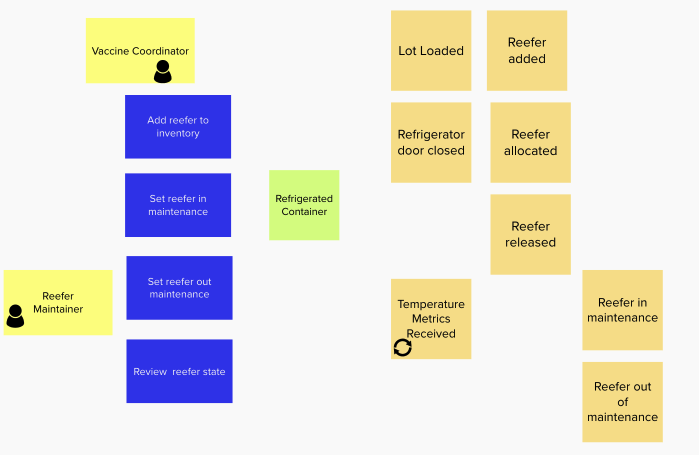 Vaccine Coordinator
Add reefer to
inventory
Set reefer in
maintenance
Set reefer out
maintenance
Review reefer state
Reefer
Maintainer
Refrigerated
Container
Lot Loaded
Reefer
added
Refrigerator
door closed
Reefer
allocated
Reefer
released
Temperature
Metrics
Received
Reefer in
maintenance
Reefer out
of
maintenance